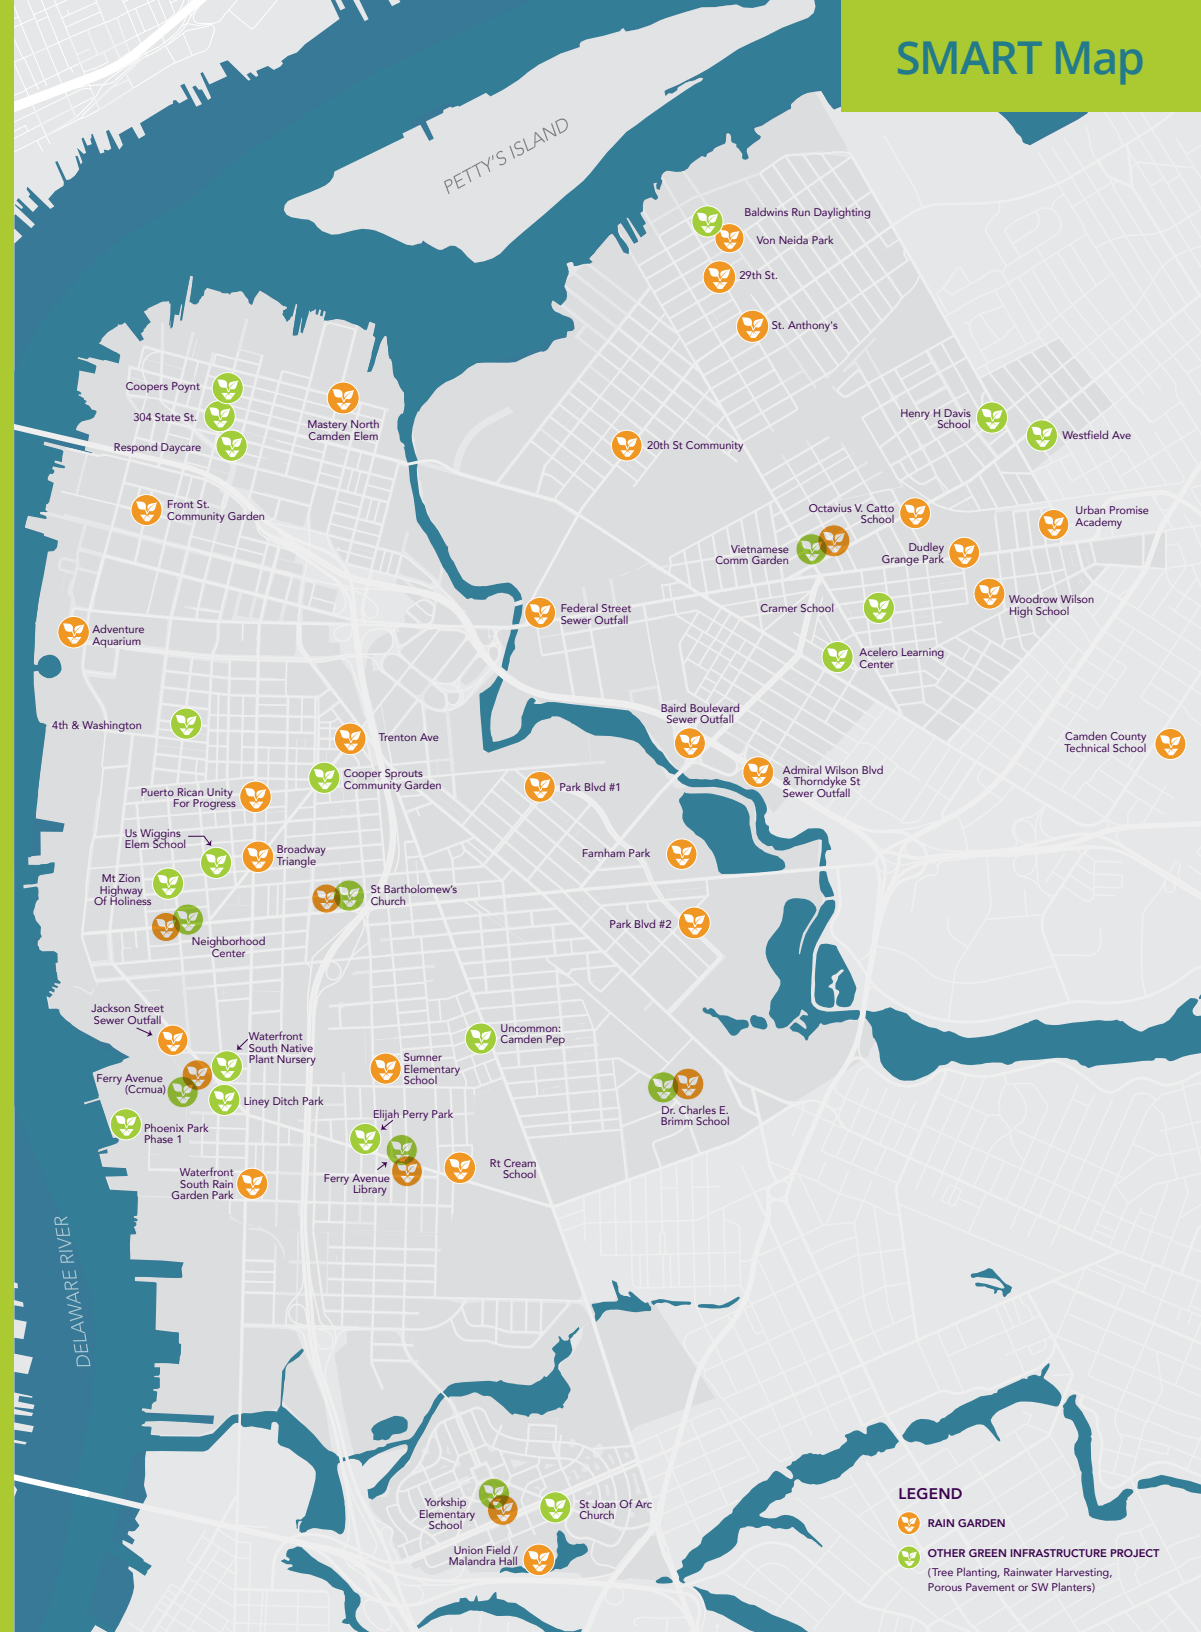 SMART Map
PETTY'S ISLAND
Baldwins Run Daylighting
Von Neida Park
29th St.
St. Anthony's
Coopers Poynt
304 State St.
Respond Daycare
Mastery North
Camden Elem
Henry H Davis
School
Westfield Ave
20th St Community
Front St.
Community Garden
Octavius V. Catto
School
Urban Promise
Academy
Vietnamese
Comm Garden
Dudley
Grange Park
Woodrow Wilson
High School
Federal Street
Sewer Outfall
Cramer School
Adventure
Aquarium
Acelero Learning
Center
4th & Washington
Trenton Ave
Baird Boulevard
Sewer Outfall
Camden County
Technical School
Cooper Sprouts
Community Garden
Admiral Wilson Blvd
& Thorndyke St
Sewer Outfall
Puerto Rican Unity
For Progress
Park Blvd #1
Us Wiggins
Elem School
Broadway
Triangle
Farnham Park
Mt Zion
Highway
Of Holiness
St Bartholomew's
Church
Park Blvd #2
Neighborhood
Center
Jackson Street
Sewer Outfall
Waterfront
South Native
Plant Nursery
Uncommon:
Camden Pep
Sumner
Elementary
School
Ferry Avenue
(Ccmua)
Liney Ditch Park
Dr. Charles E.
Brimm School
Elijah Perry Park
Phoenix Park
Phase 1
Ferry Avenue
Library
Rt Cream
School
Waterfront
South Rain
Garden Park
DELAWARE RIVER
Yorkship
Elementary
School
St Joan Of Arc
Church
Union Field /
Malandra Hall
LEGEND
RAIN GARDEN
OTHER GREEN INFRASTRUCTURE PROJECT
(Tree Planting, Rainwater Harvesting,
Porous Pavement or SW Planters)